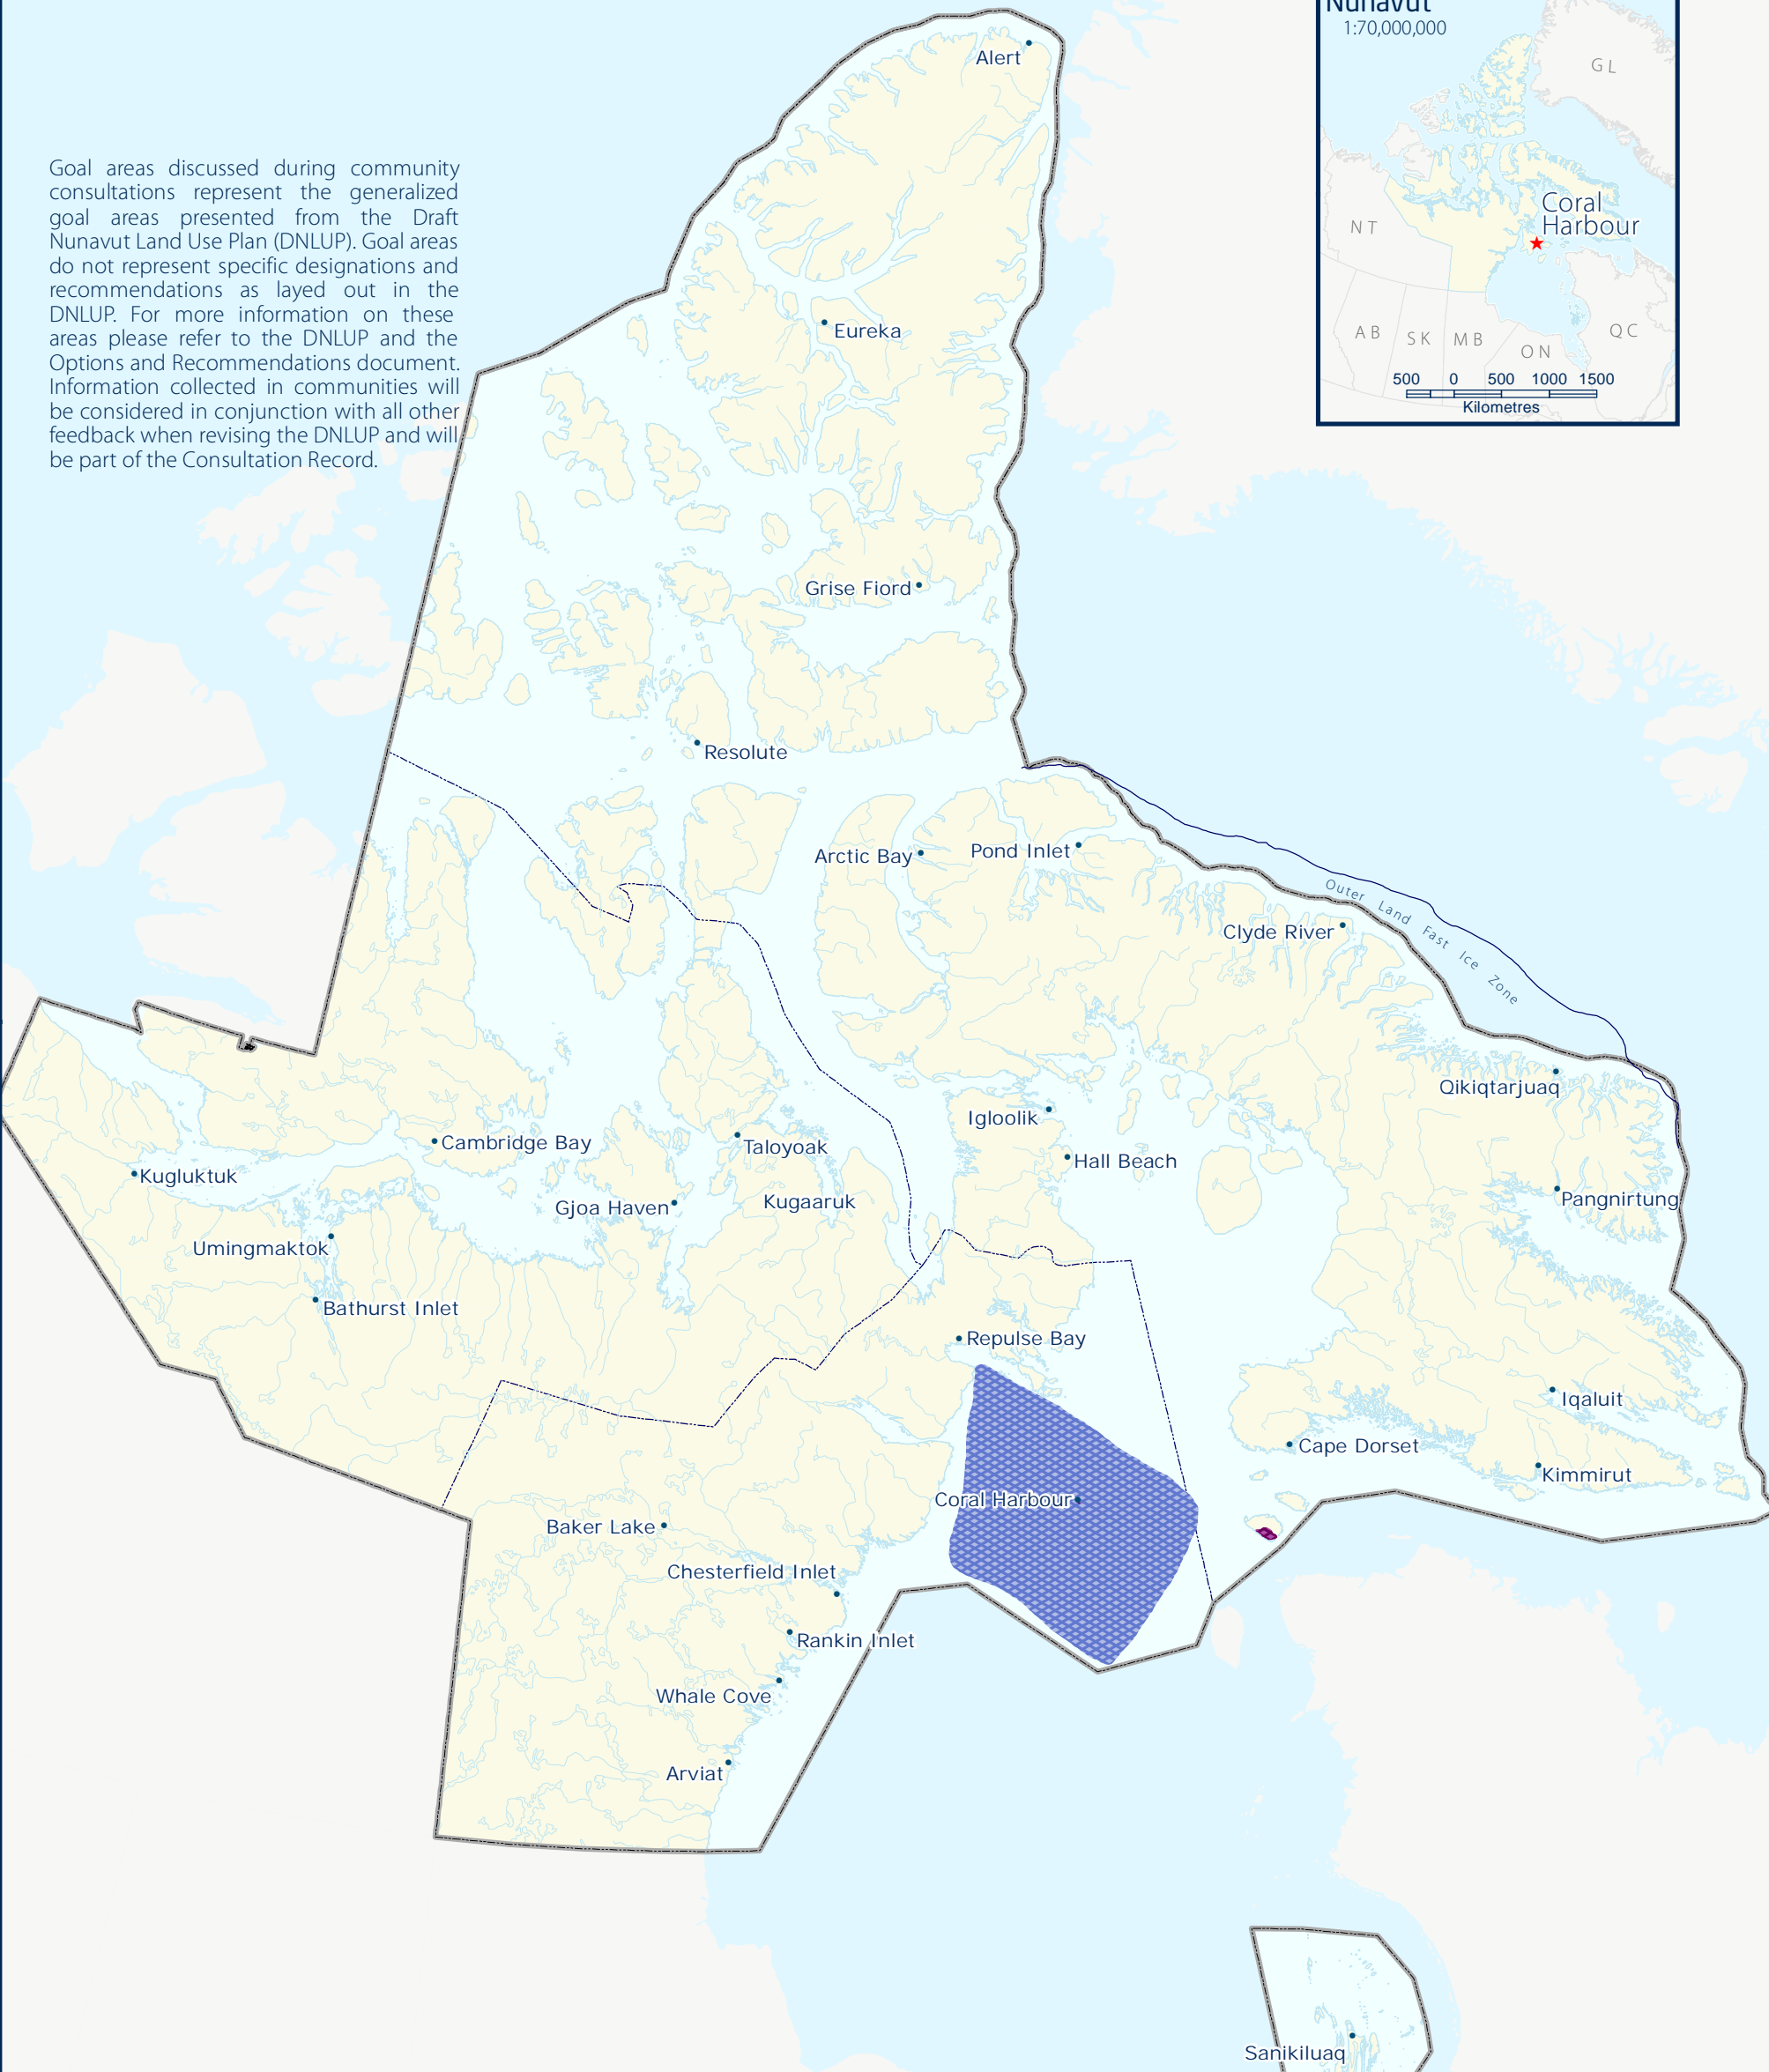 Nunavut
1:70,000,000
GL
Coral
Harbour
NT
AB
SK
MB
ON
QC
500 0 500 1000 1500
Kilometres
Goal areas discussed during community
consultations represent the generalized
goal areas presented from the Draft
Nunavut Land Use Plan (DNLUP). Goal areas
do not represent specific designations and
recommendations as layed out in the
DNLUP. For more information on these
areas please refer to the DNLUP and the
Options and Recommendations document.
Information collected in communities will
be considered in conjunction with all other
feedback when revising the DNLUP and will
be part of the Consultation Record.
Alert
Eureka
Grise Fiord
Resolute
Arctic Bay
Pond Inlet
Outer Land Fast Ice Zone
Clyde River
Qikiqtarjuaq
Igloolik
Cambridge Bay
Taloyoak
Hall Beach
Kugluktuk
Gjoa Haven
Kugaaruk
Pangnirtung
Umingmaktok
Bathurst Inlet
Repulse Bay
Iqaluit
Cape Dorset
Kimmirut
Coral Harbour
Baker Lake
Chesterfield Inlet
Rankin Inlet
Whale Cove
Arviat
Sanikiluaq